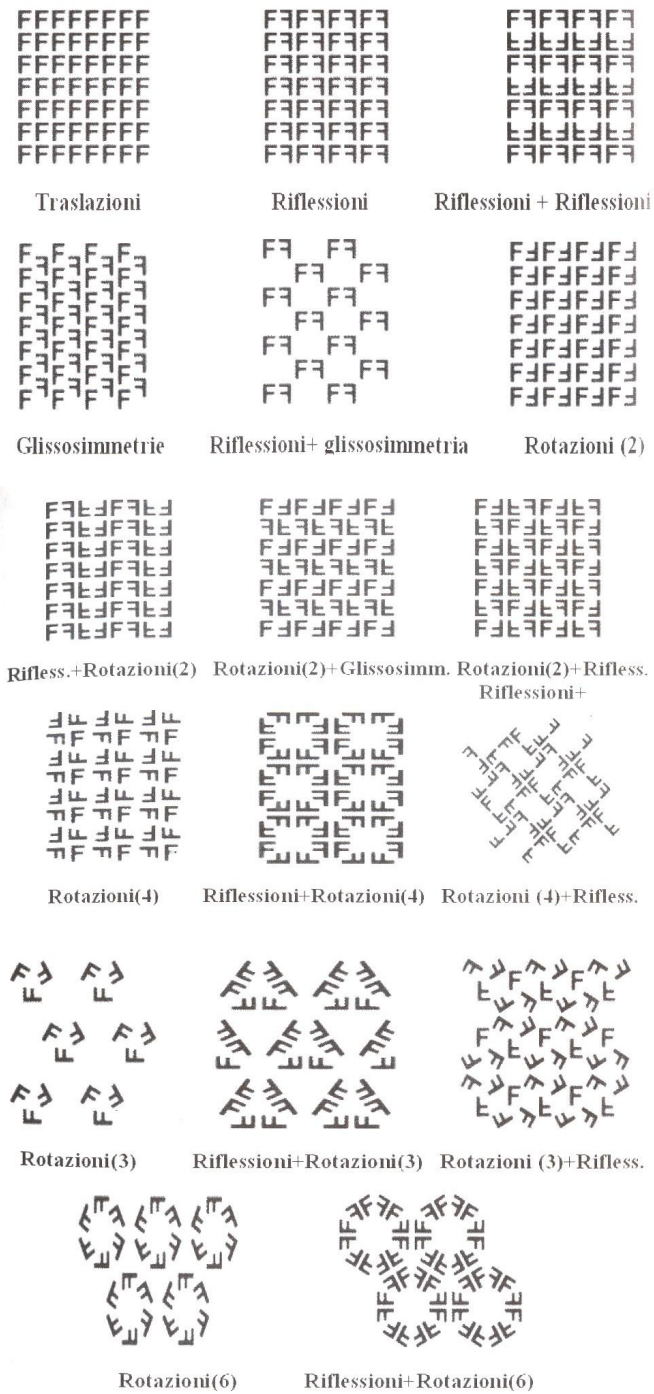 Traslazioni Riflessioni Riflessioni + Riflessioni
Glissosimmetrie Riflessioni+ glissosimmetria Rotazioni (2)
Rifless.+Rotazioni(2) Rotazioni(2)+Glissosimm. Rotazioni(2)+Rifless.
Riflessioni+
Rotazioni(4) Riflessioni+Rotazioni(4) Rotazioni (4)+Rifless.
Rotazioni(3) Riflessioni+Rotazioni(3) Rotazioni (3)+Rifless.
Rotazioni(6) Riflessioni+Rotazioni(6)